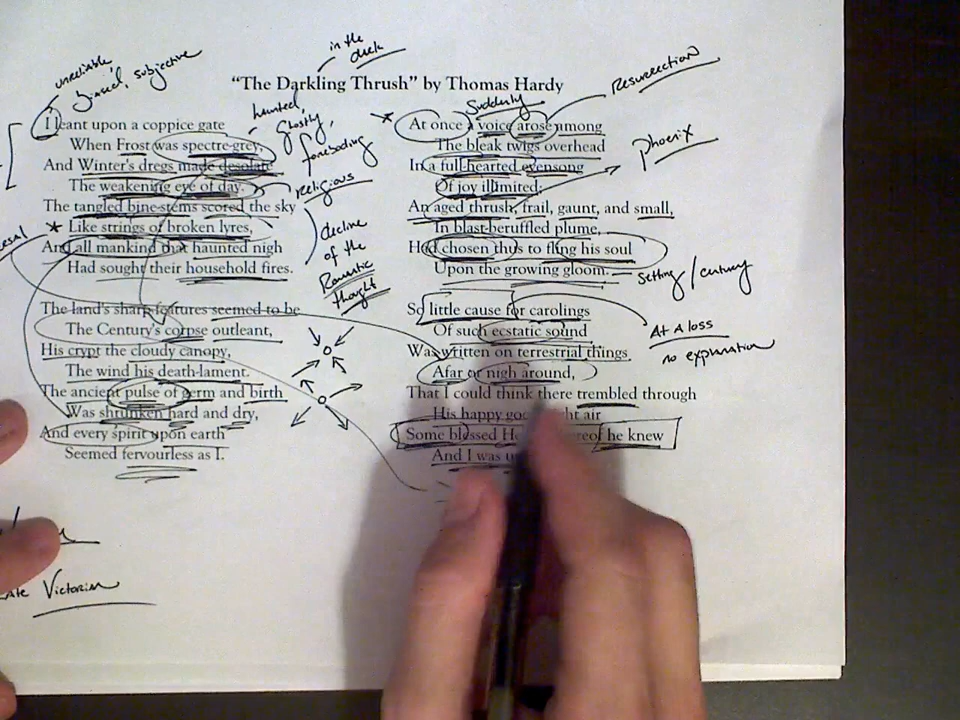 in the
dark
unreliable
biased, subjective
"The Darkling Thrush" by Thomas Hardy
I leant upon a coppice gate
When Frost was spectre-grey,
And Winter's dregs made desolate
The weakening eye of day.
The tangled bine-stems scored the sky
Like strings of broken lyres,
And all mankind that haunted nigh
Had sought their household fires.
haunted,
Ghostly,
foreboding
religious
decline
of the
Romantic
thought
The land's sharp features seemed to be
The Century's corpse outleant,
His crypt the cloudy canopy,
The wind his death-lament.
The ancient pulse of germ and birth
Was shrunken hard and dry,
And every spirit upon earth
Seemed fervourless as I.
Victorian
Suddenly
Resurrection
At once a voice arose among
The bleak twigs overhead
In a full-hearted evensong
Of joy illimited;
An aged thrush, frail, gaunt, and small,
In blast-beruffled plume,
Had chosen thus to fling his soul
Upon the growing gloom.
phoenix
setting/century
So little cause for carolings
Of such ecstatic sound
Was written on terrestrial things
Afar or nigh around,
That I could think there trembled through
His happy air
Some blessed he knew
And I was
At a loss
no explanation